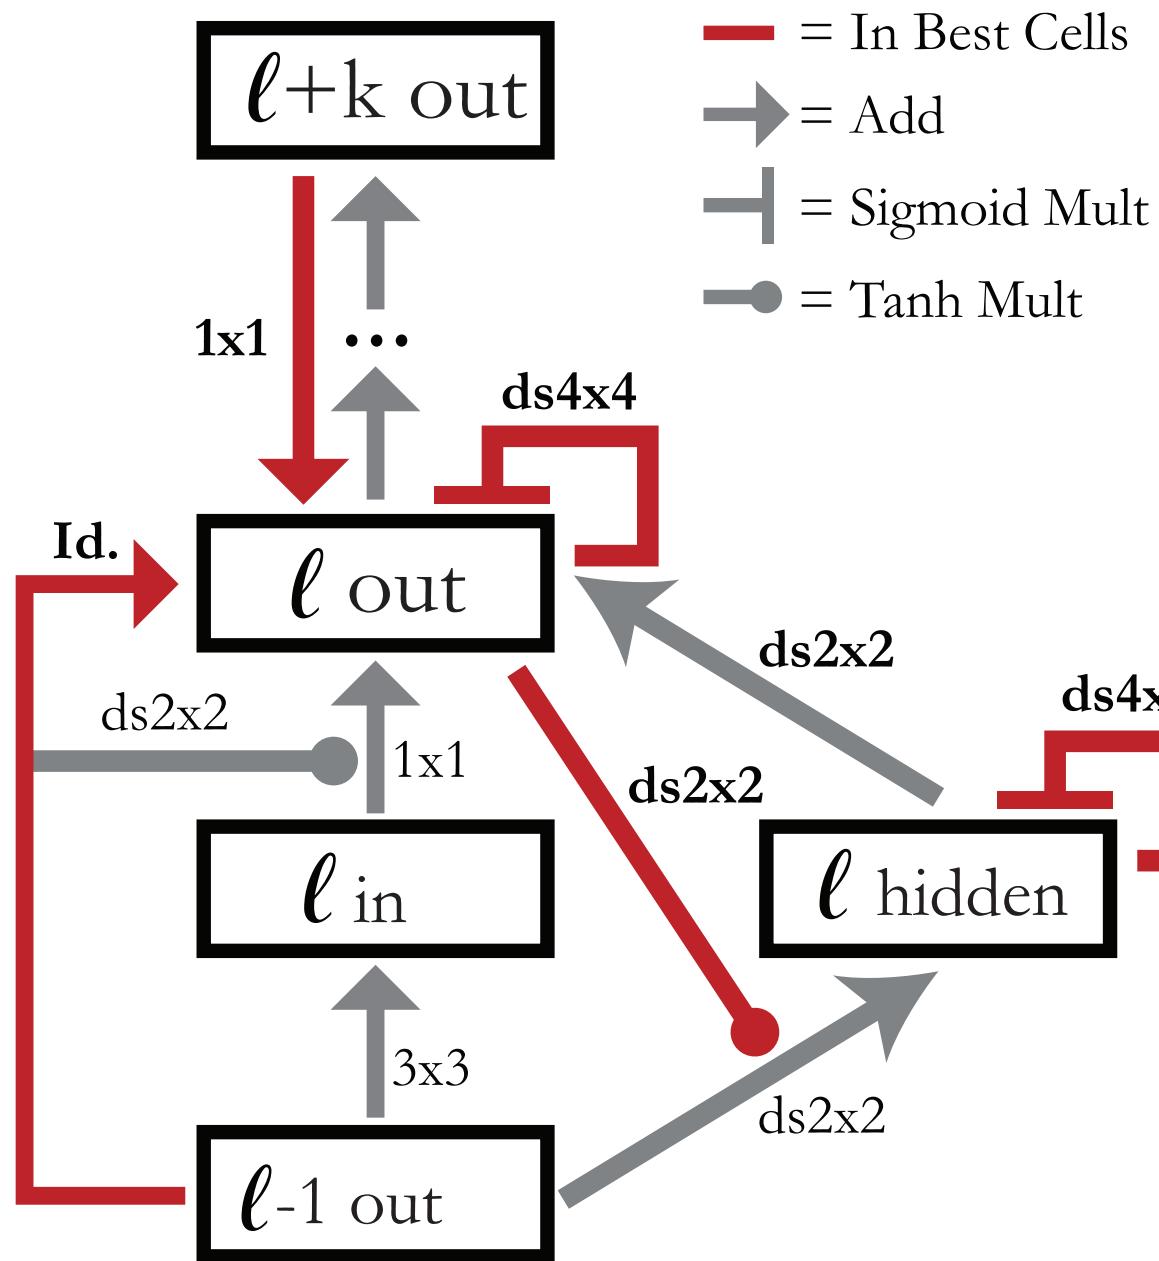 ℓ+k out
= In Best Cells
= Add
= Sigmoid Mult
= Tanh Mult
1x1
...
ds4x4
Id.
ℓ out
ds2x2
ds2x2
ds4x
1x1
ds2x2
ℓ in
ℓ hidden
3x3
ds2x2
ℓ-1 out